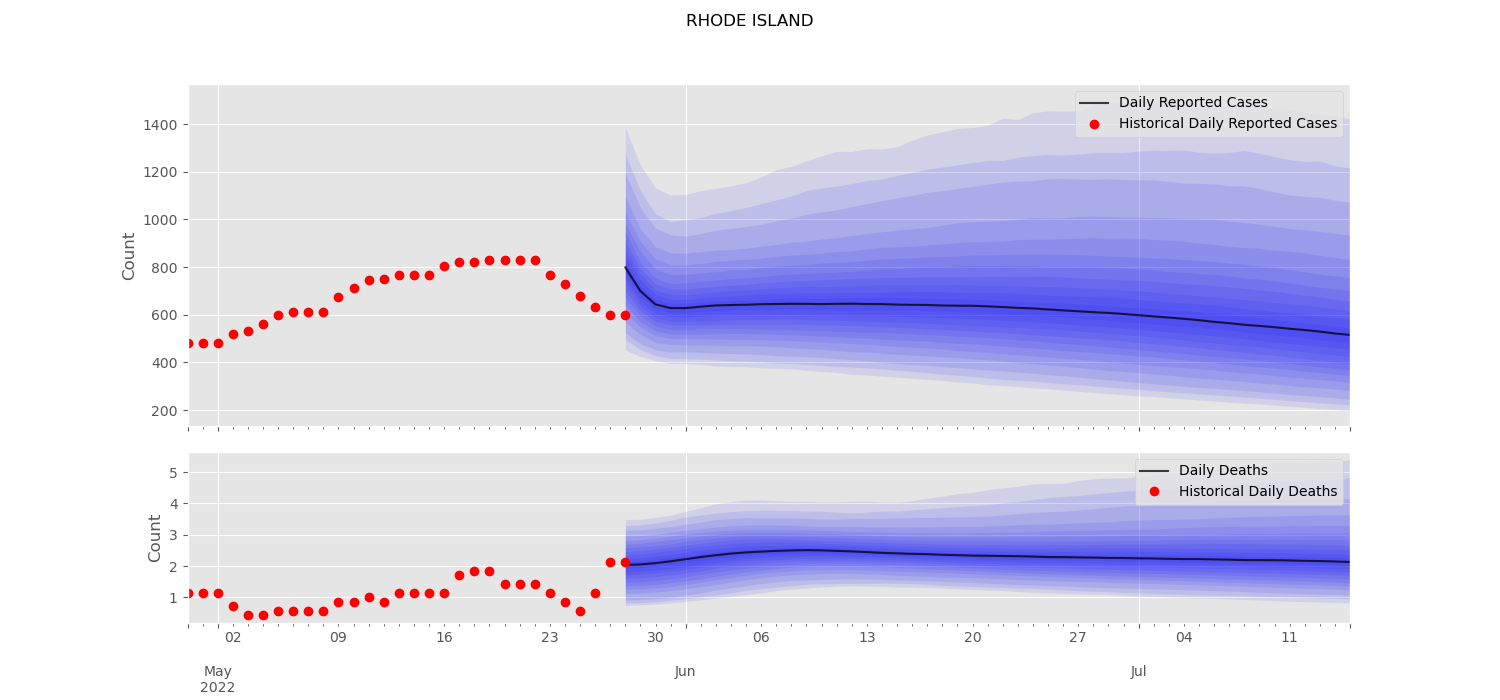 RHODE ISLAND
Daily Reported Cases
Historical Daily Reported Cases
Count
1400
1200
1000
800
600
400
200
Daily Deaths
Historical Daily Deaths
Count
5
4
3
2
1
02 09 16 23 30 06 13 20 27 04 11
May Jun Jul
2022